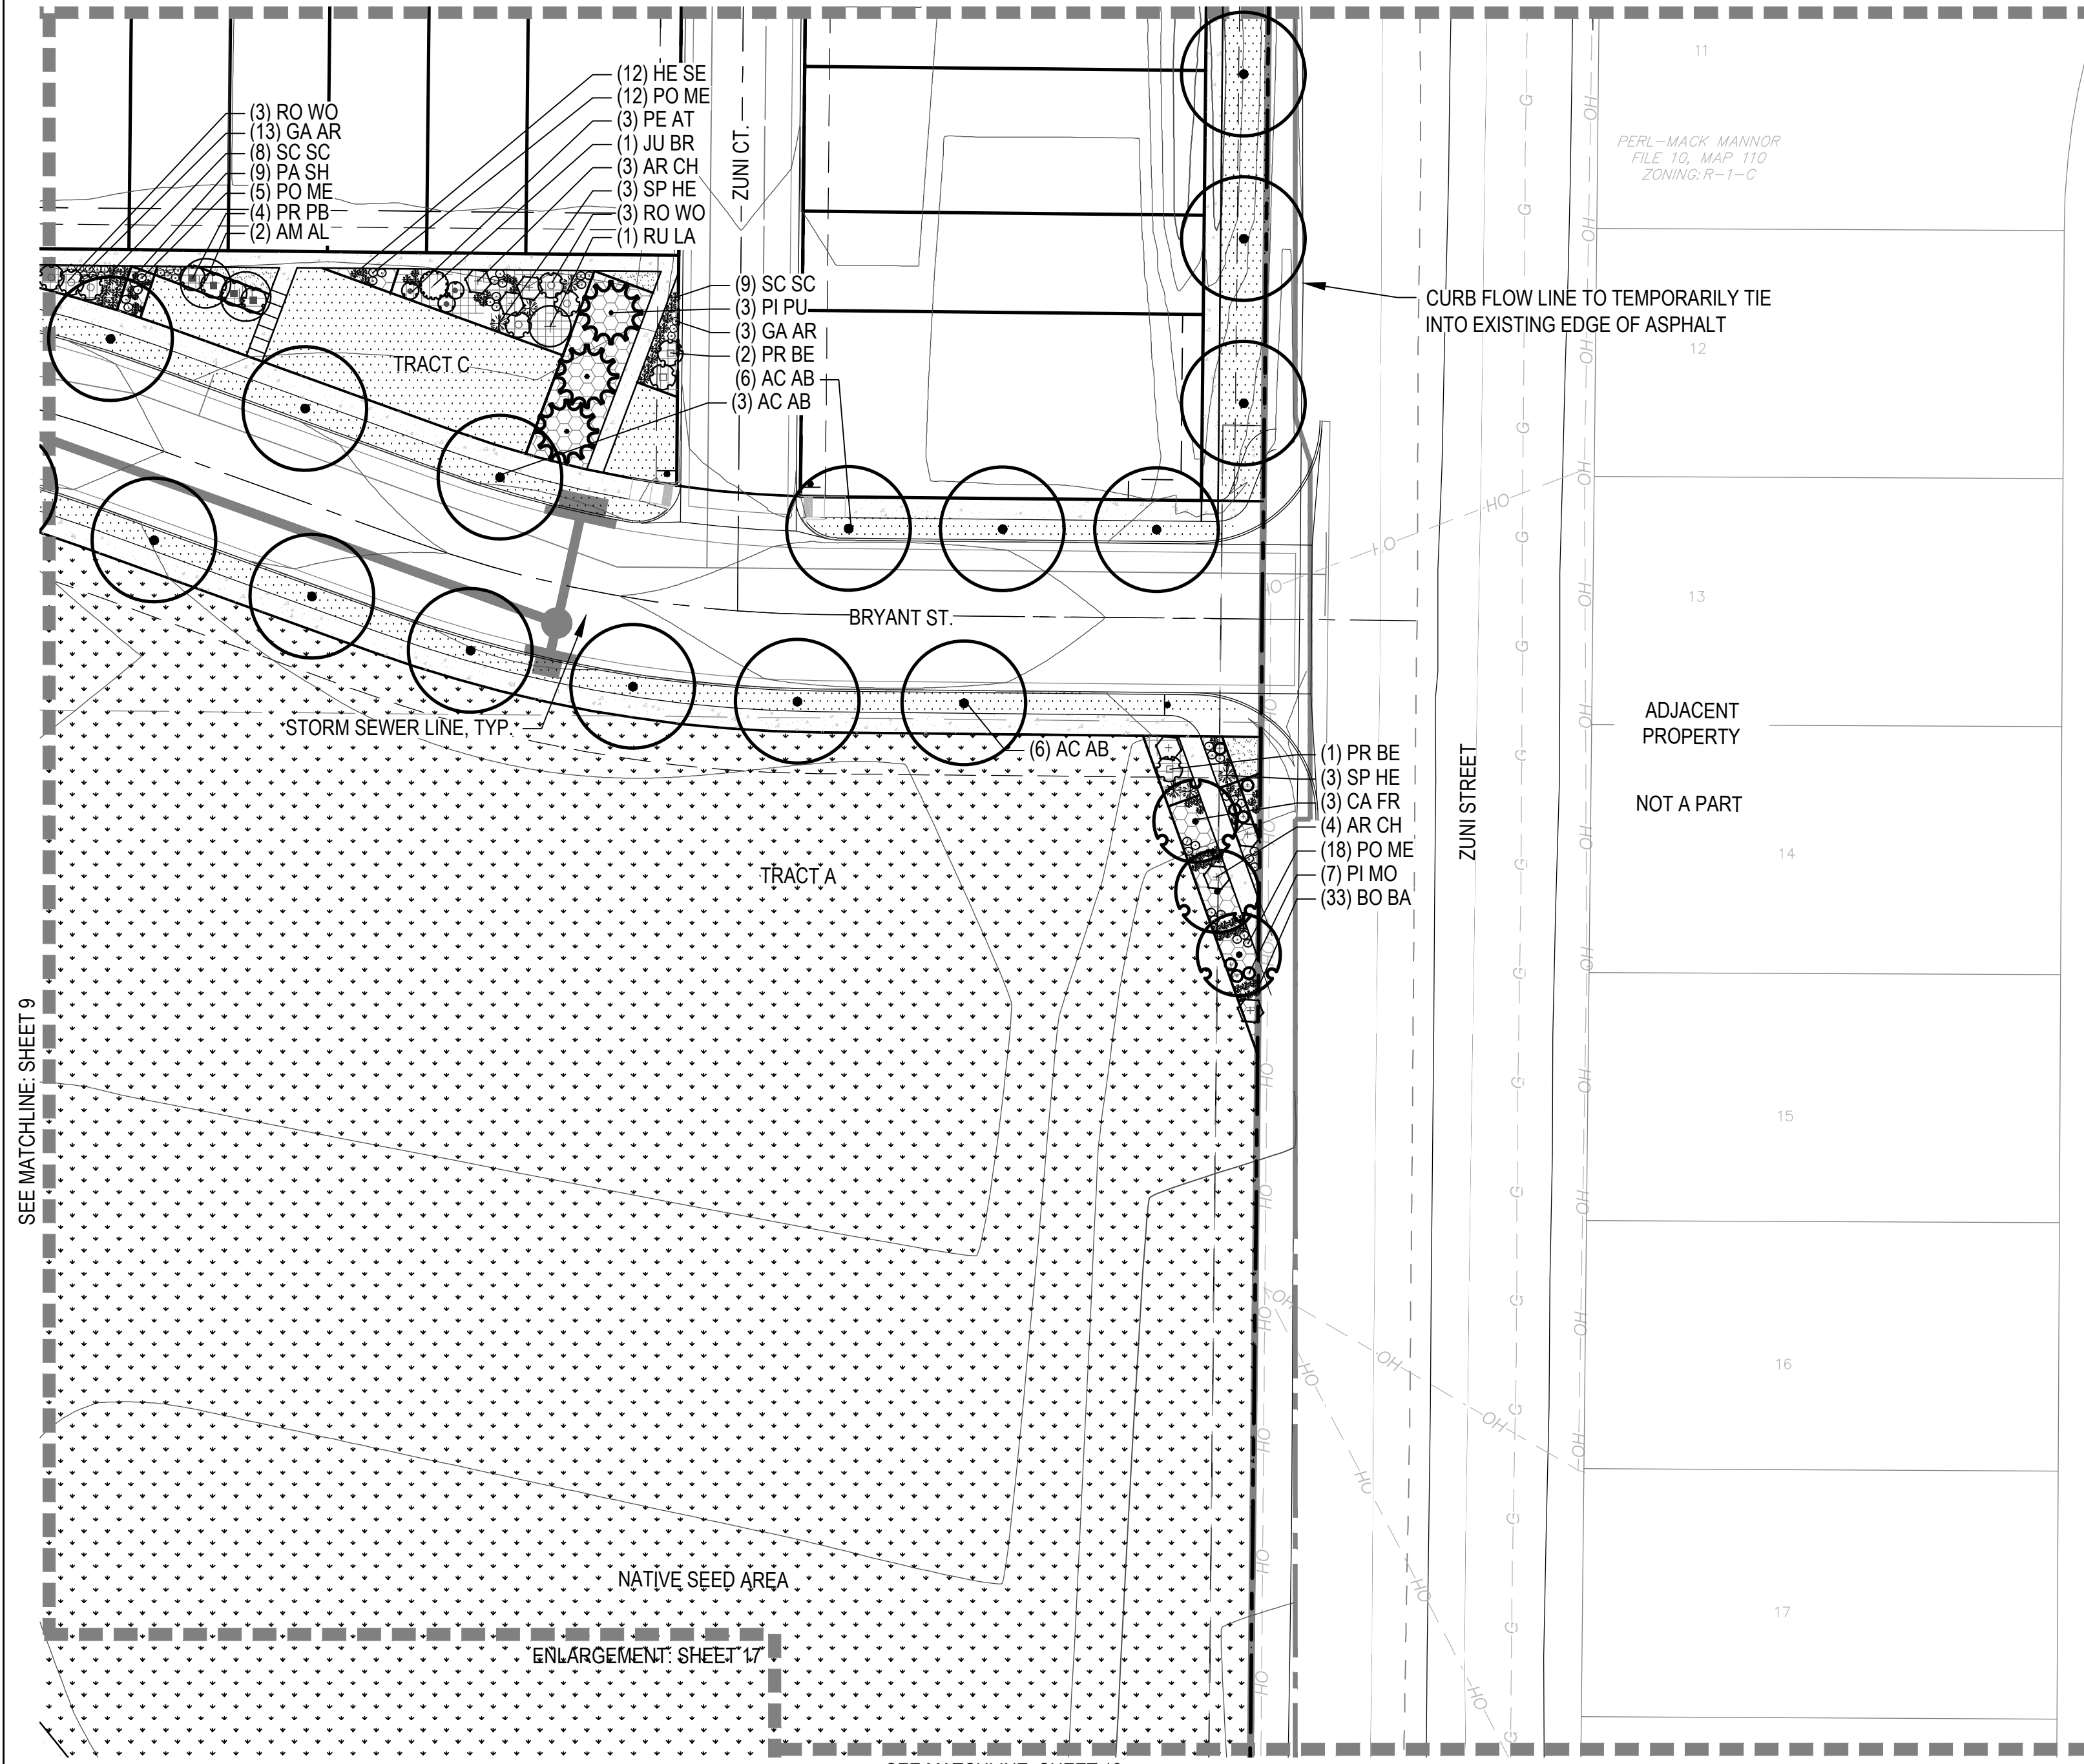 (3) RO WO
(13) GA AR
(8) SC SC
(9) PA SH
(5) PO ME
(4) PR PB
(2) AM AL
(12) HE SE
(12) PO ME
(3) PE AT
(1) JU BR
(3) AR CH
(3) SP HE
(3) RO WO
(1) RU LA
ZUNI CT.
(9) SC SC
(3) PI PU
(3) GA AR
(2) PR BE
(6) AC AB
(3) AC AB
TRACT C
CURB FLOW LINE TO TEMPORARILY TIE
INTO EXISTING EDGE OF ASPHALT
11
PERL-MACK MANNOR
FILE 10, MAP 110
ZONING: R-1-C
12
13
BRYANT ST.
STORM SEWER LINE, TYP.
(6) AC AB
(1) PR BE
(3) SP HE
(3) CA FR
(4) AR CH
(18) PO ME
(7) PI MO
(33) BO BA
ZUNI STREET
ADJACENT
PROPERTY
NOT A PART
14
TRACT A
SEE MATCHLINE: SHEET 9
15
16
17
NATIVE SEED AREA
ENLARGEMENT: SHEET 17